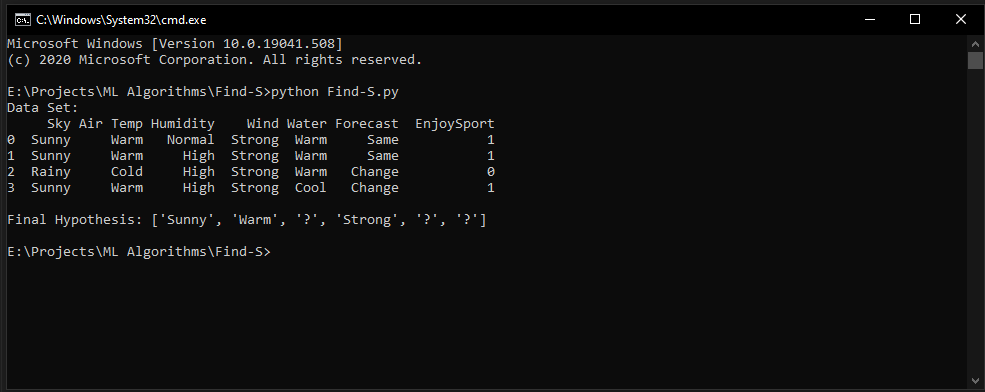 C:\Windows\System32\cmd.exe
Microsoft Windows [Version 10.0.19041.508]
(c) 2020 Microsoft Corporation. All rights reserved.
E:\Projects\ML Algorithms\Find-S>python Find-S.py
Data Set:
     Sky Air Temp Humidity    Wind Water Forecast  EnjoySport
0  Sunny     Warm   Normal  Strong  Warm     Same           1
1  Sunny     Warm     High  Strong  Warm     Same           1
2  Rainy     Cold     High  Strong  Warm   Change           0
3  Sunny     Warm     High  Strong  Cool   Change           1
Final Hypothesis: ['Sunny', 'Warm', '?', 'Strong', '?', '?']
E:\Projects\ML Algorithms\Find-S>